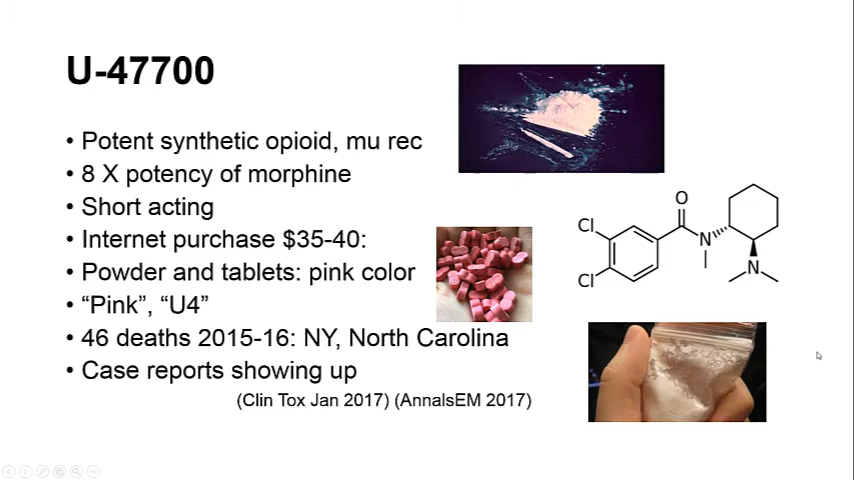 U-47700
• Potent synthetic opioid, mu rec
• 8 X potency of morphine
• Short acting
• Internet purchase $35-40:
• Powder and tablets: pink color
• “Pink”, “U4”
• 46 deaths 2015-16: NY, North Carolina
• Case reports showing up
(Clin Tox Jan 2017) (AnnalsEM 2017)
O
Cl
N
Cl
N